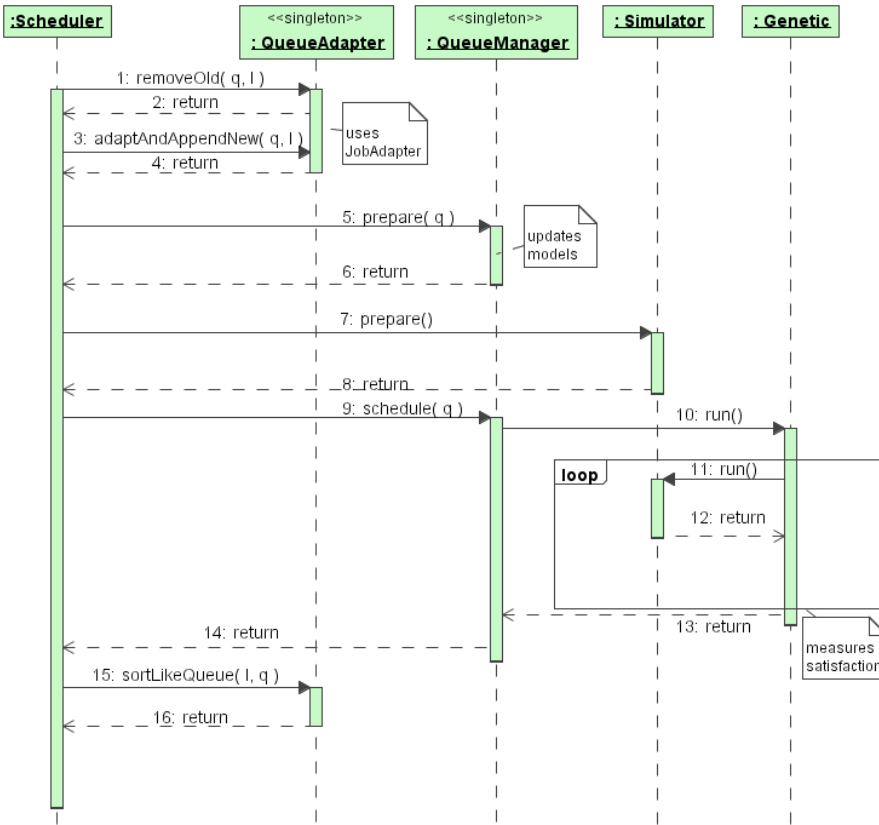 :Scheduler
<<singleton>>
: QueueAdapter
<<singleton>>
: QueueManager
: Simulator
: Genetic
1: removeOld( q, l )
2: return
3: adaptAndAppendNew( q, l )
4: return
uses
JobAdapter
5: prepare( q )
updates
models
6: return
7: prepare()
8: return
9: schedule( q )
10: run()
loop
11: run()
12: return
13: return
14: return
measures
satisfaction
15: sortLikeQueue( l, q )
16: return